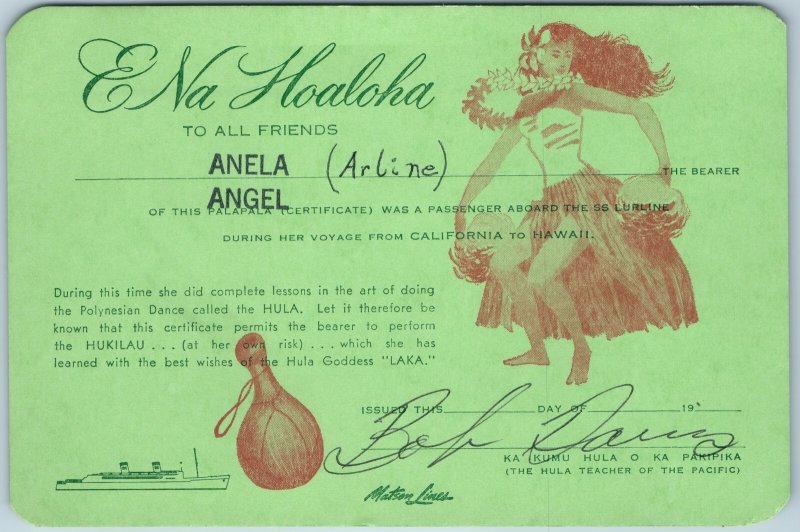 E Na Hoaloha
TO ALL FRIENDS
ANELA (Arline) THE BEARER
ANGEL
OF THIS PALAPALA (CERTIFICATE) WAS A PASSENGER ABOARD THE SS LURLINE
DURING HER VOYAGE FROM CALIFORNIA TO HAWAII.
During this time she did complete lessons in the art of doing
the Polynesian Dance called the HULA. Let it therefore be
known that this certificate permits the bearer to perform
the HUKILAU . . . (at her own risk) . . . which she has
learned with the best wishes of the Hula Goddess "LAKA."
ISSUED THIS DAY OF 19
Bob Davis
KA KUMU HULA O KA PAKIPIKA
(THE HULA TEACHER OF THE PACIFIC)
Matson Lines